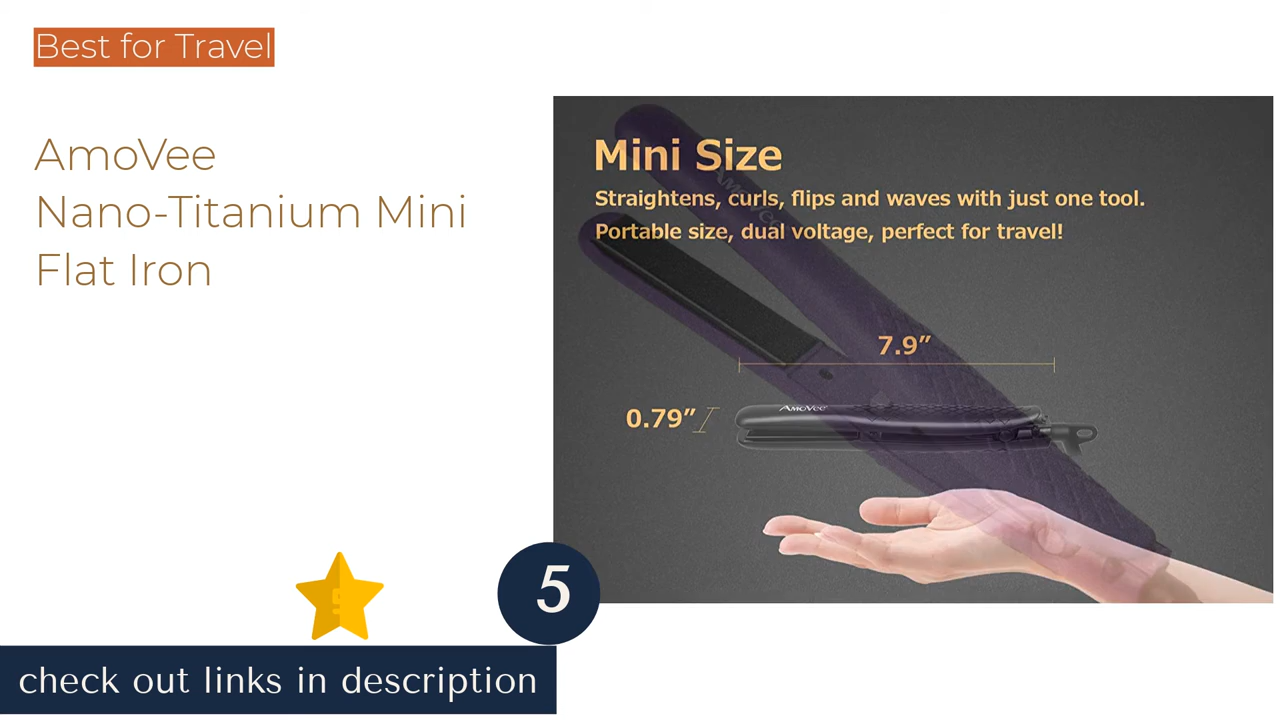 Best for Travel
AmoVee
Nano-Titanium Mini
Flat Iron
Mini Size
Straightens, curls, flips and waves with just one tool.
Portable size, dual voltage, perfect for travel!
AmoVee
7.9”
0.79”
AmoVee
5
5
check out links in description